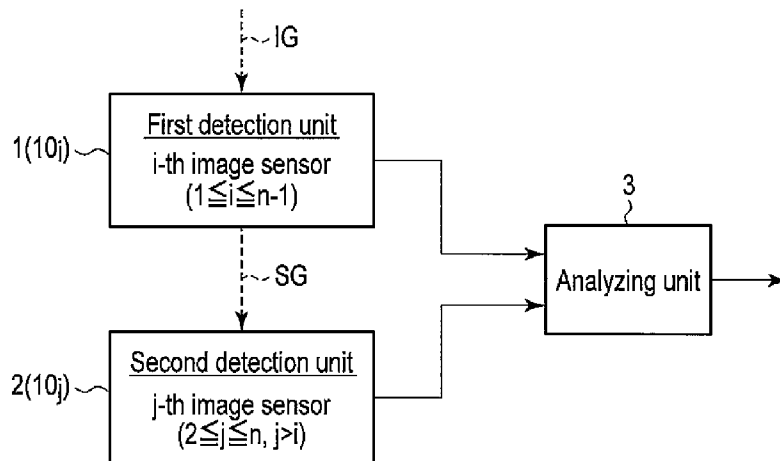 IG
First detection unit
1(10j)
i-th image sensor
(1≦i≦n-1)
3
SG
Analyzing unit
Second detection unit
2(10j)
j-th image sensor
(2≦j≦n, j>i)